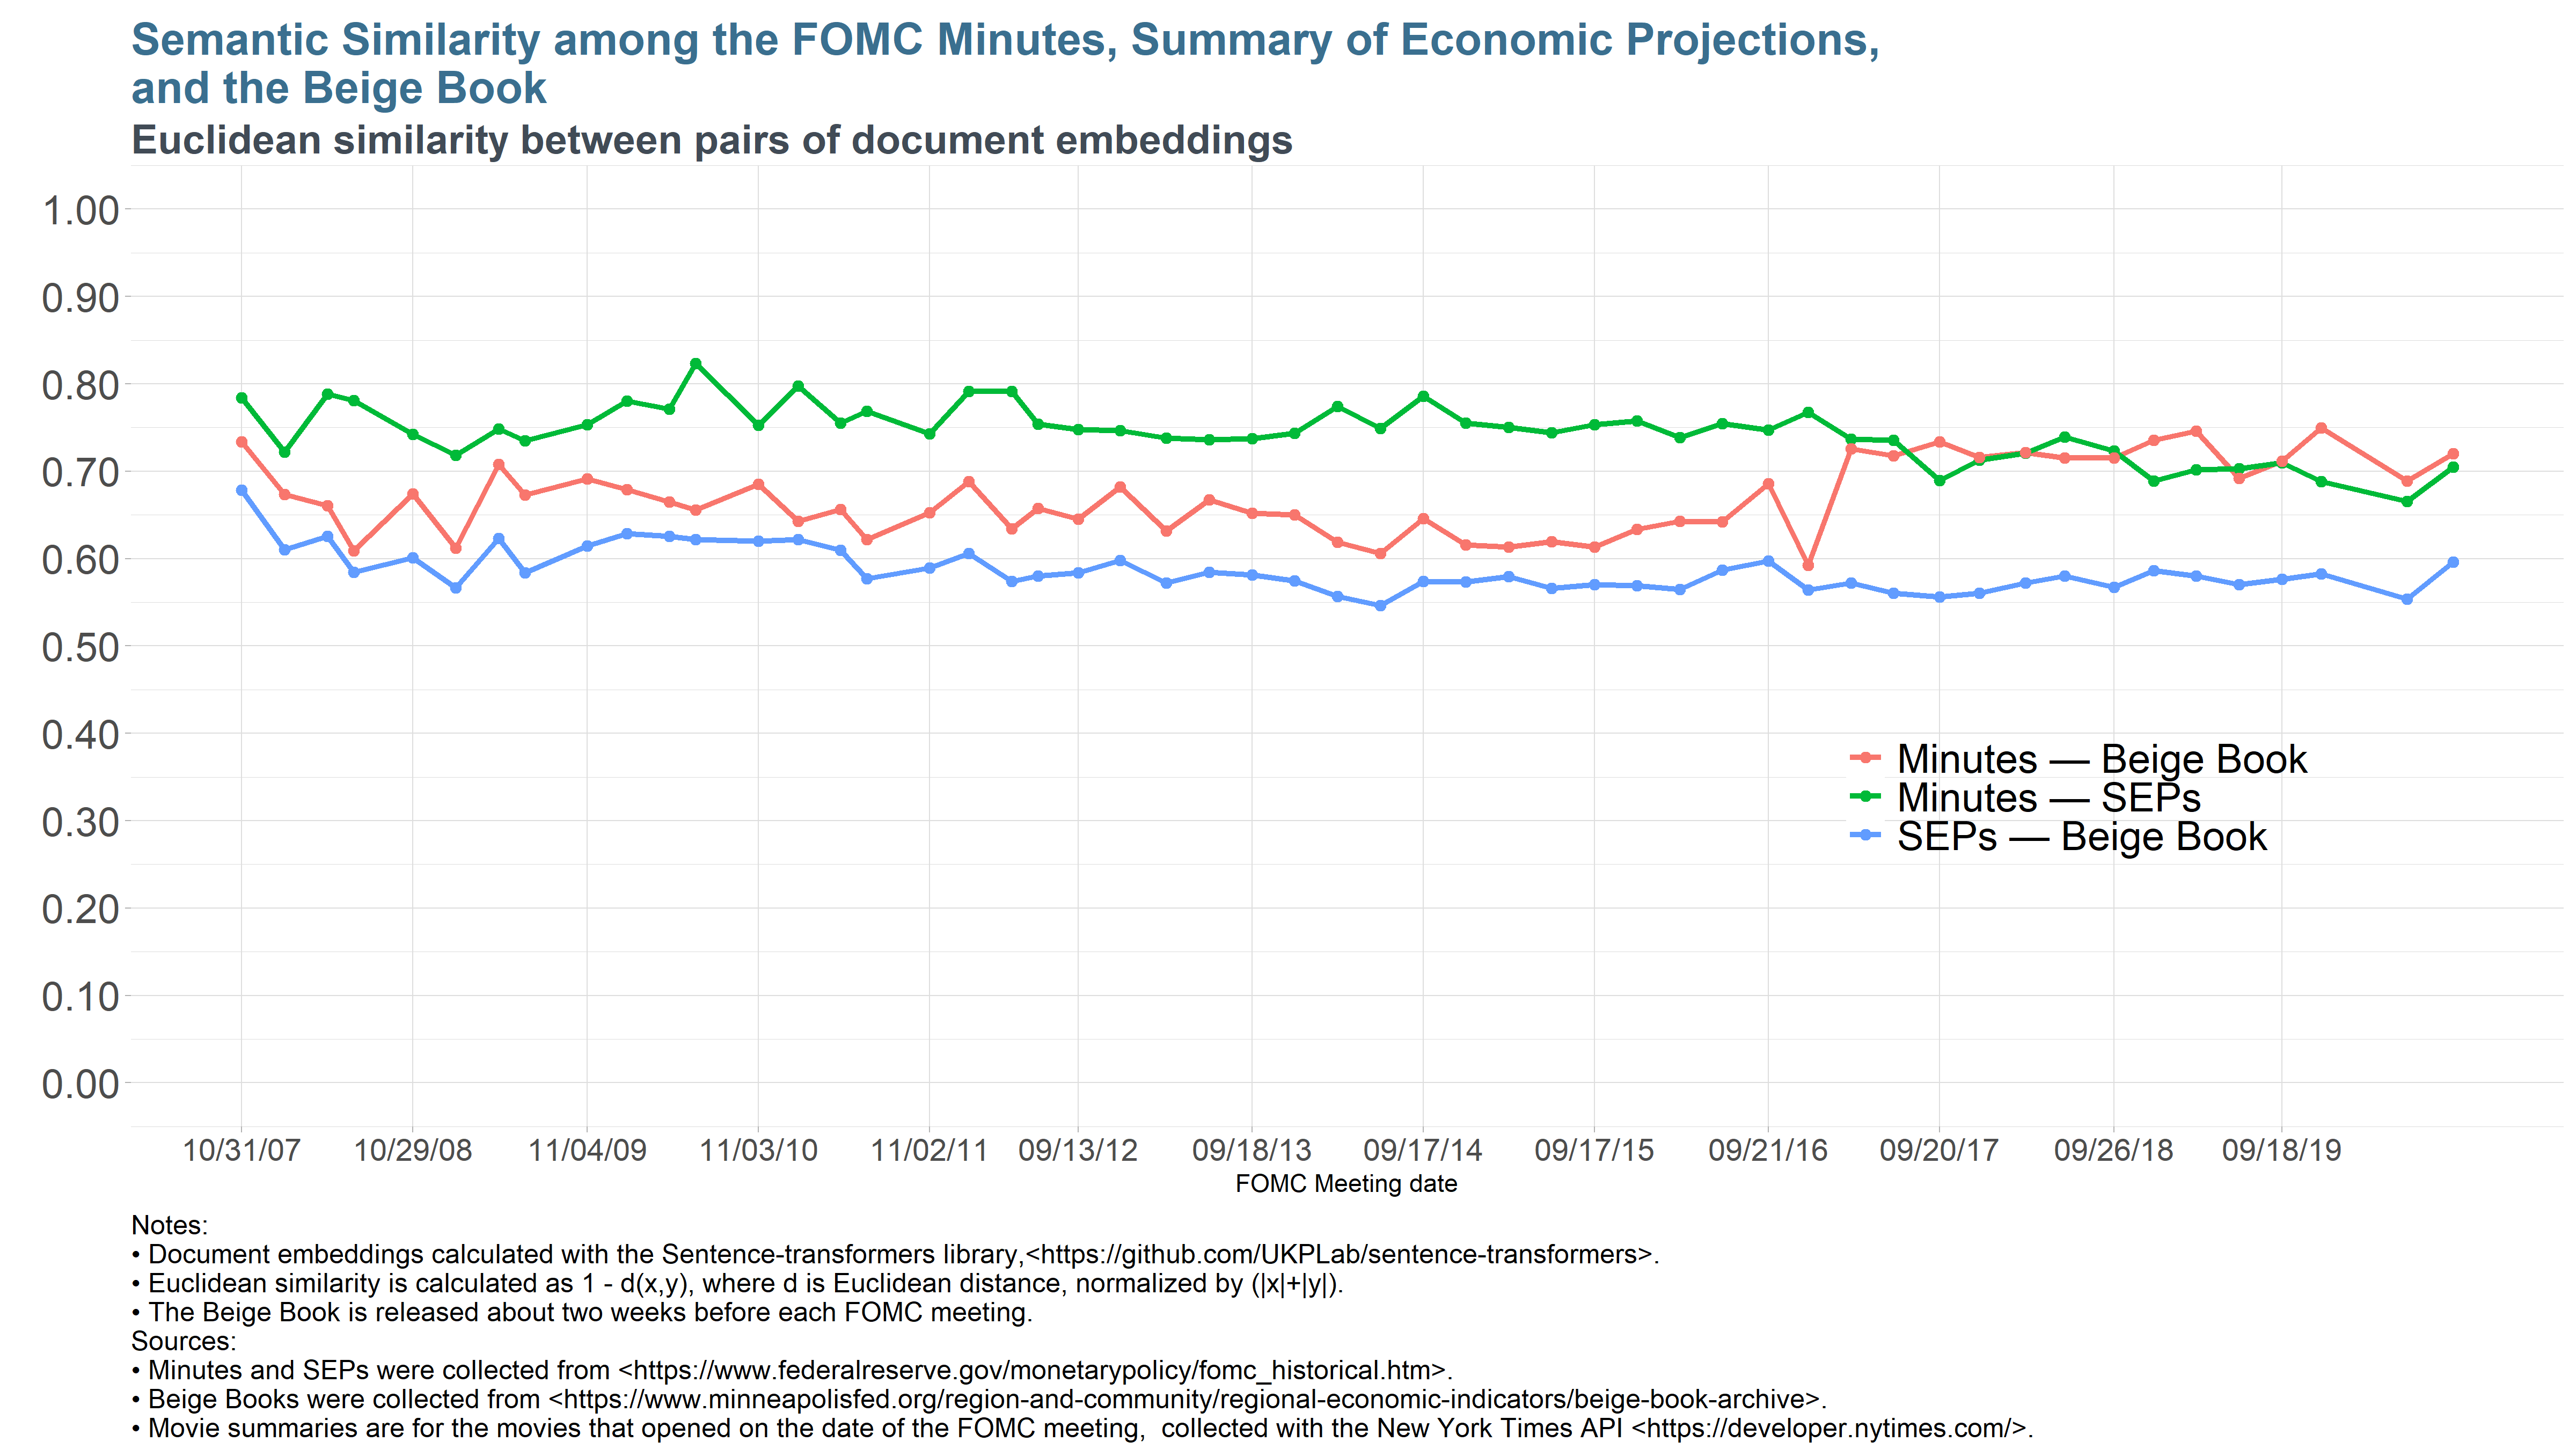 Semantic Similarity among the FOMC Minutes, Summary of Economic Projections,
and the Beige Book
Euclidean similarity between pairs of document embeddings
1.00
0.90
0.80
0.70
0.60
0.50
0.40
0.30
0.20
0.10
0.00
Minutes — Beige Book
Minutes — SEPs
SEPs — Beige Book
10/31/07 10/29/08 11/04/09 11/03/10 11/02/11 09/13/12 09/18/13 09/17/14 09/17/15 09/21/16 09/20/17 09/26/18 09/18/19
FOMC Meeting date
Notes:
• Document embeddings calculated with the Sentence-transformers library,<https://github.com/UKPLab/sentence-transformers>.
• Euclidean similarity is calculated as 1 - d(x,y), where d is Euclidean distance, normalized by (|x|+|y|).
• The Beige Book is released about two weeks before each FOMC meeting.
Sources:
• Minutes and SEPs were collected from <https://www.federalreserve.gov/monetarypolicy/fomc_historical.htm>.
• Beige Books were collected from <https://www.minneapolisfed.org/region-and-community/regional-economic-indicators/beige-book-archive>.
• Movie summaries are for the movies that opened on the date of the FOMC meeting,  collected with the New York Times API <https://developer.nytimes.com/>.